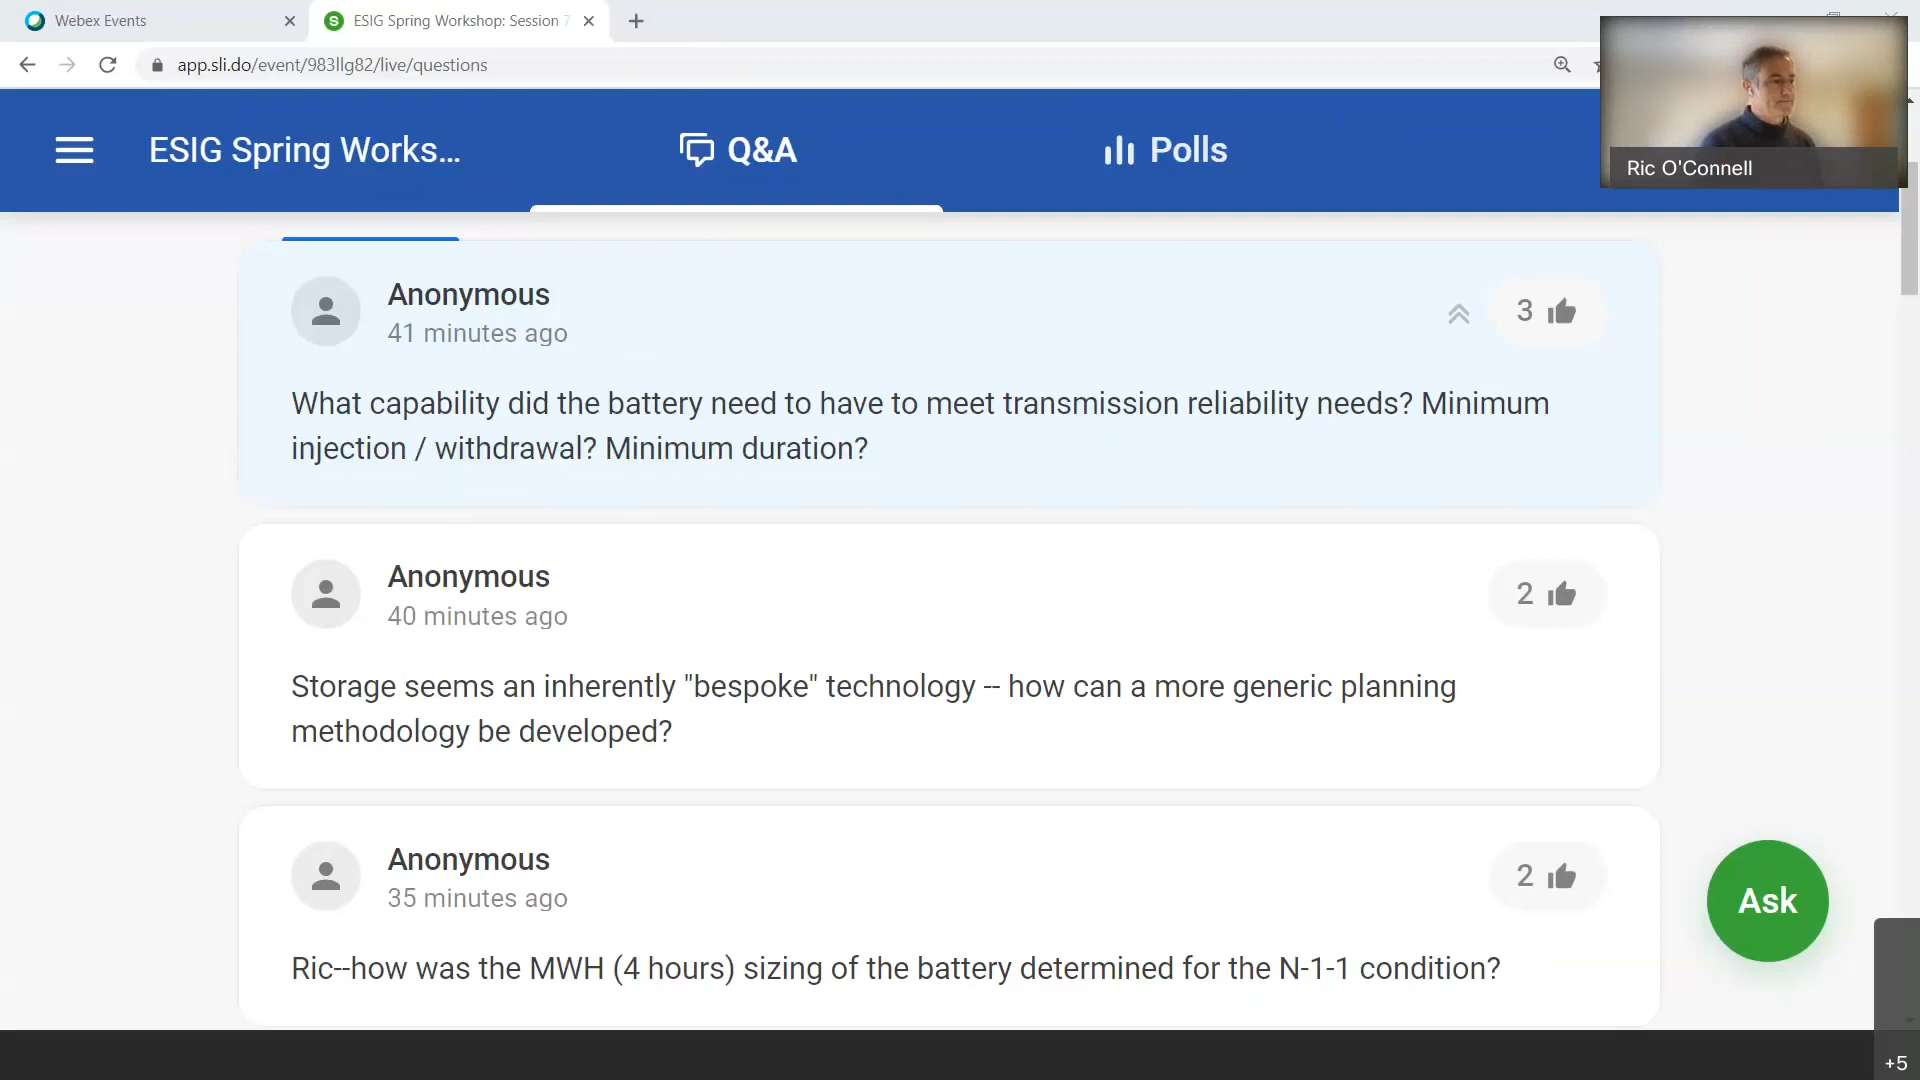 Webex Events
S ESIG Spring Workshop: Session 7
app.sli.do/event/983llg82/live/questions
ESIG Spring Works...
Q&A
Polls
Ric O'Connell
Anonymous
41 minutes ago
3
What capability did the battery need to have to meet transmission reliability needs? Minimum
injection / withdrawal? Minimum duration?
Anonymous
40 minutes ago
2
Storage seems an inherently "bespoke" technology -- how can a more generic planning
methodology be developed?
Anonymous
35 minutes ago
2
Ric--how was the MWH (4 hours) sizing of the battery determined for the N-1-1 condition?
Ask
+5